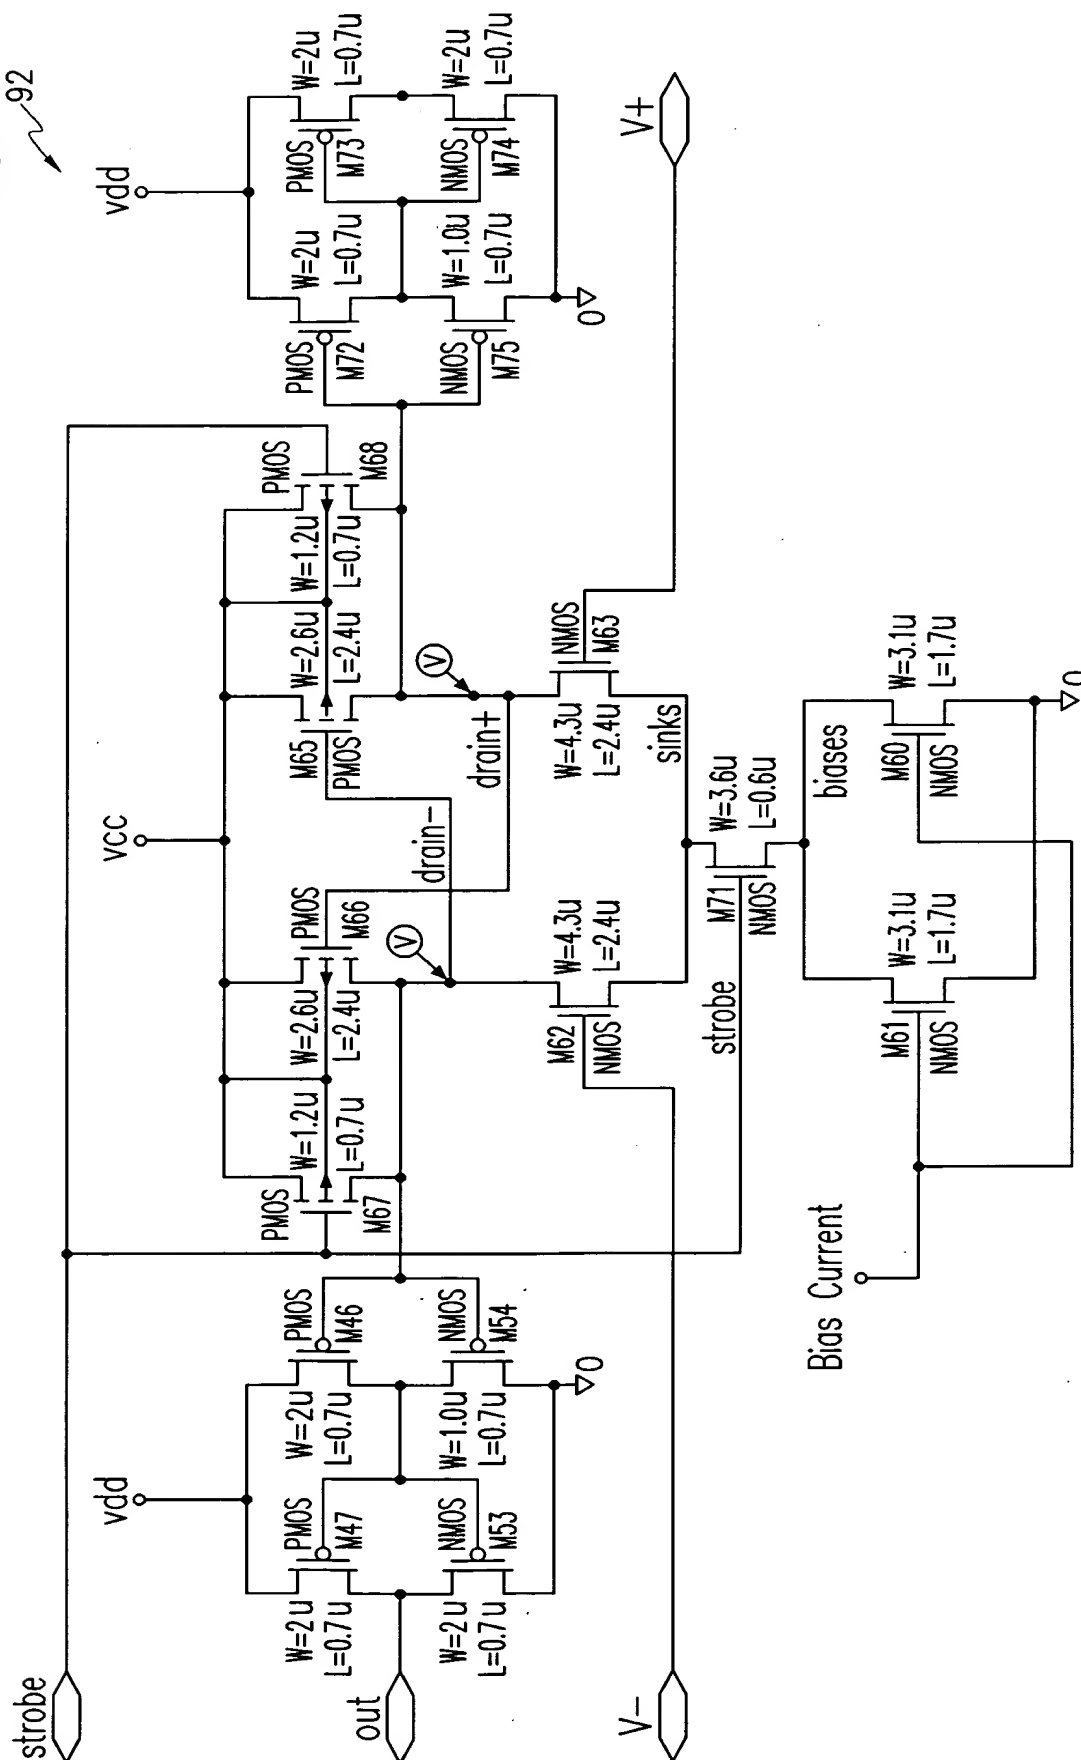 92
strobe
vdd
W=2u
L=0.7u
PMOS
M47
W=2u
L=0.7u
PMOS
M46
out
W=2u
L=0.7u
NMOS
M53
W=1.0u
L=0.7u
NMOS
M54
0
vcc
PMOS
W=1.2u
L=0.7u
M67
W=2.6u
L=2.4u
PMOS
M66
M65
PMOS
W=2.6u
L=2.4u
W=1.2u
L=0.7u
PMOS
M68
V
drain-
V
drain+
vdd
PMOS
M72
W=2u
L=0.7u
PMOS
M73
W=2u
L=0.7u
NMOS
M75
W=1.0u
L=0.7u
NMOS
M74
W=2u
L=0.7u
0
V-
M62
NMOS
W=4.3u
L=2.4u
W=4.3u
L=2.4u
NMOS
M63
V+
sinks
strobe
M71
NMOS
W=3.6u
L=0.6u
biases
Bias Current
M61
NMOS
W=3.1u
L=1.7u
M60
NMOS
W=3.1u
L=1.7u
0